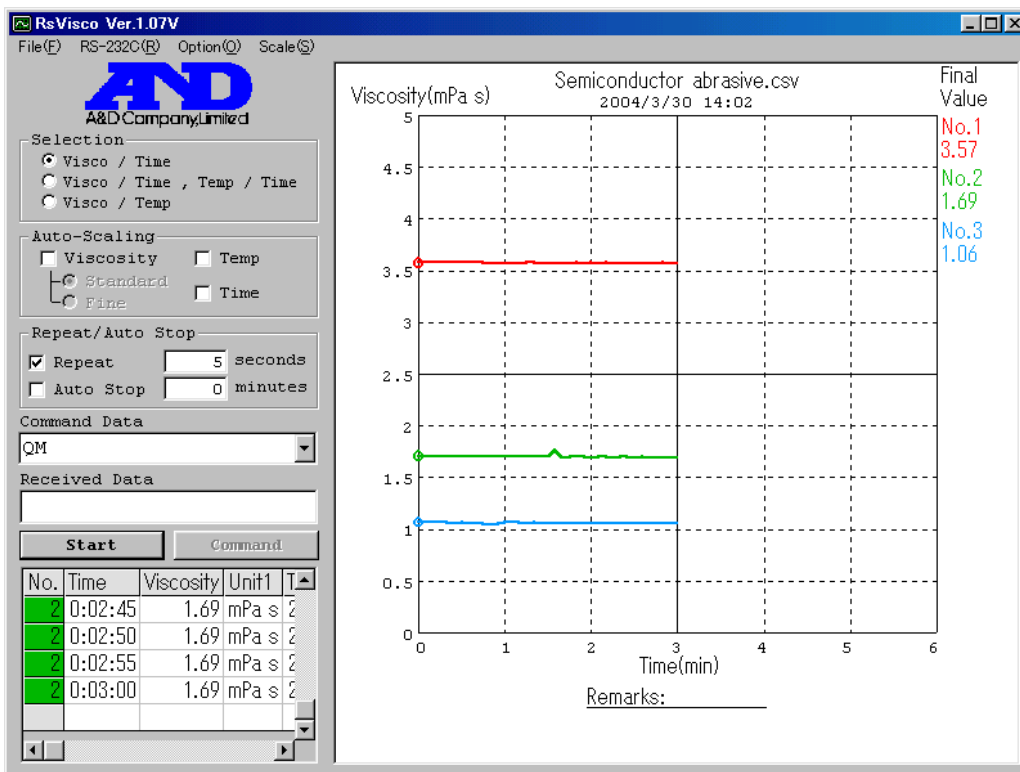 RsVisco Ver.1.07V
File(F) RS-232C(R) Option(O) Scale(S)
AND
A&D Company,Limited
Selection
Visco / Time
Visco / Time , Temp / Time
Visco / Temp
Auto-Scaling
Viscosity Temp
Standard
Time
Fine
Repeat/Auto Stop
Repeat 5 seconds
Auto Stop 0 minutes
Command Data
QM
Received Data
Start Command
No. Time Viscosity Unit1 T
2 0:02:45 1.69 mPa s 2
2 0:02:50 1.69 mPa s 2
2 0:02:55 1.69 mPa s 2
2 0:03:00 1.69 mPa s 2
Viscosity(mPa s)
Semiconductor abrasive.csv
2004/3/30 14:02
Final
Value
No.1
3.57
No.2
1.69
No.3
1.06
5
4.5
4
3.5
3
2.5
2
1.5
1
0.5
0
0 1 2 3 4 5 6
Time(min)
Remarks: